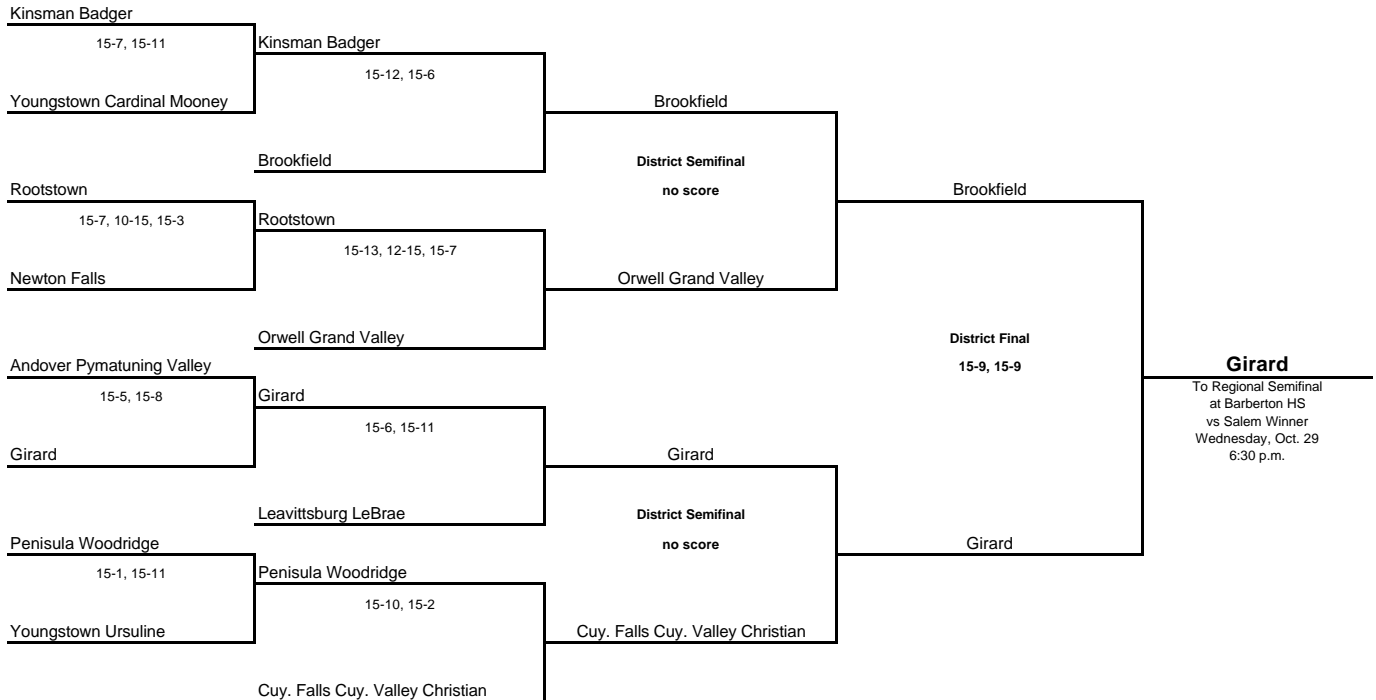 Kinsman Badger
15-7, 15-11
Kinsman Badger
15-12, 15-6
Youngstown Cardinal Mooney
Brookfield
Brookfield
District Semifinal
no score
Rootstown
Brookfield
15-7, 10-15, 15-3
Rootstown
15-13, 12-15, 15-7
Newton Falls
Orwell Grand Valley
Orwell Grand Valley
District Final
15-9, 15-9
Andover Pymatuning Valley
Girard
15-5, 15-8
Girard
To Regional Semifinal
at Barberton HS
vs Salem Winner
Wednesday, Oct. 29
6:30 p.m.
15-6, 15-11
Girard
Girard
Leavittsburg LeBrae
District Semifinal
no score
Penisula Woodridge
Girard
15-1, 15-11
Penisula Woodridge
15-10, 15-2
Youngstown Ursuline
Cuy. Falls Cuy. Valley Christian
Cuy. Falls Cuy. Valley Christian